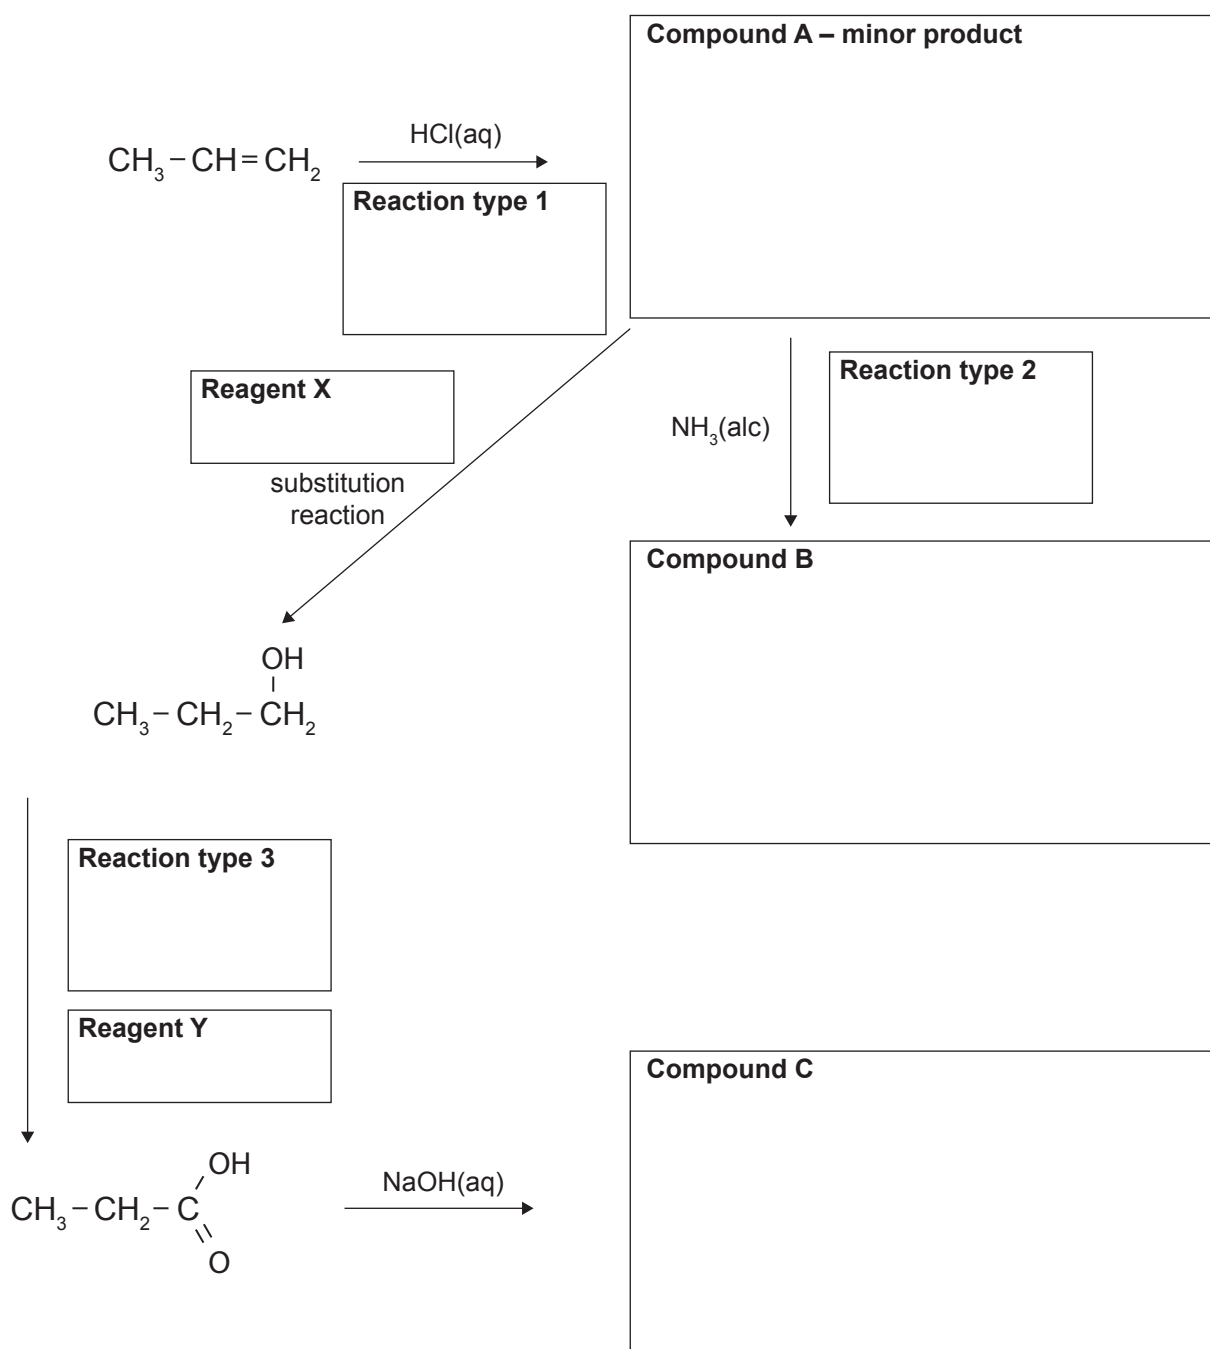 Compound A – minor product
HCl(aq)
CH₃–CH=CH₂
Reaction type 1
Reagent X
Reaction type 2
NH₃(alc)
substitution
reaction
Compound B
OH
CH₃–CH₂–CH₂
Reaction type 3
Reagent Y
Compound C
OH
NaOH(aq)
CH₃–CH₂–C
O